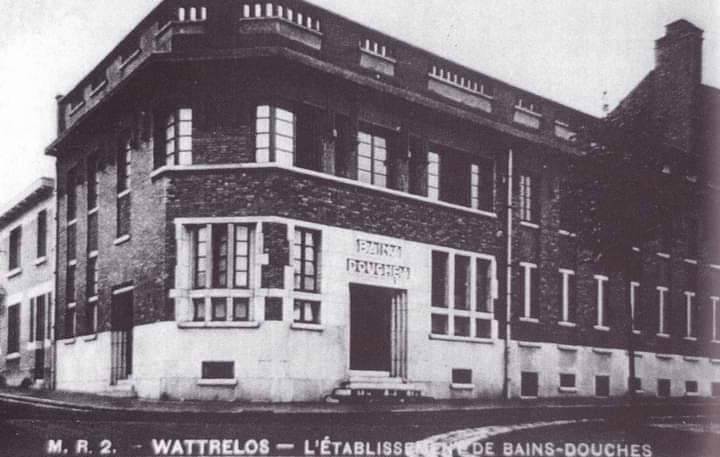 BAINS
DOUCHES
M. R. 2. - WATTRELOS — L'ÉTABLISSEMENT DE BAINS-DOUCHES